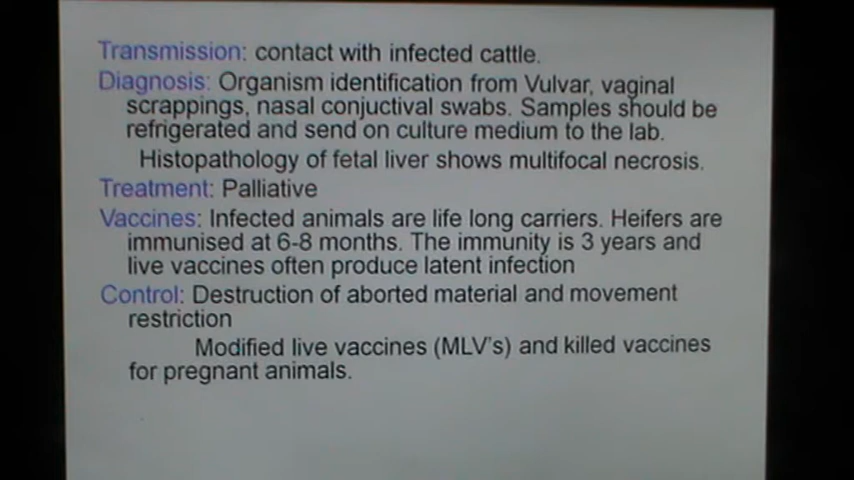 Transmission: contact with infected cattle.
Diagnosis: Organism identification from Vulvar, vaginal
scrappings, nasal conjuctival swabs. Samples should be
refrigerated and send on culture medium to the lab.
Histopathology of fetal liver shows multifocal necrosis.
Treatment: Palliative
Vaccines: Infected animals are life long carriers. Heifers are
immunised at 6-8 months. The immunity is 3 years and
live vaccines often produce latent infection
Control: Destruction of aborted material and movement
restriction
Modified live vaccines (MLV's) and killed vaccines
for pregnant animals.